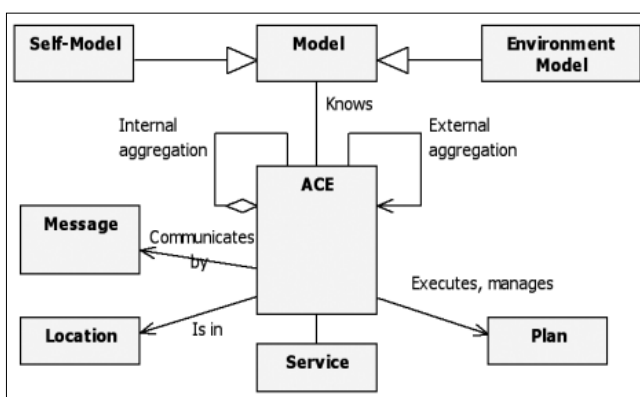 Self-Model
Model
Environment
Model
Knows
Internal
aggregation
External
aggregation
ACE
Message
Communicates
by
Executes, manages
Location
Is in
Service
Plan